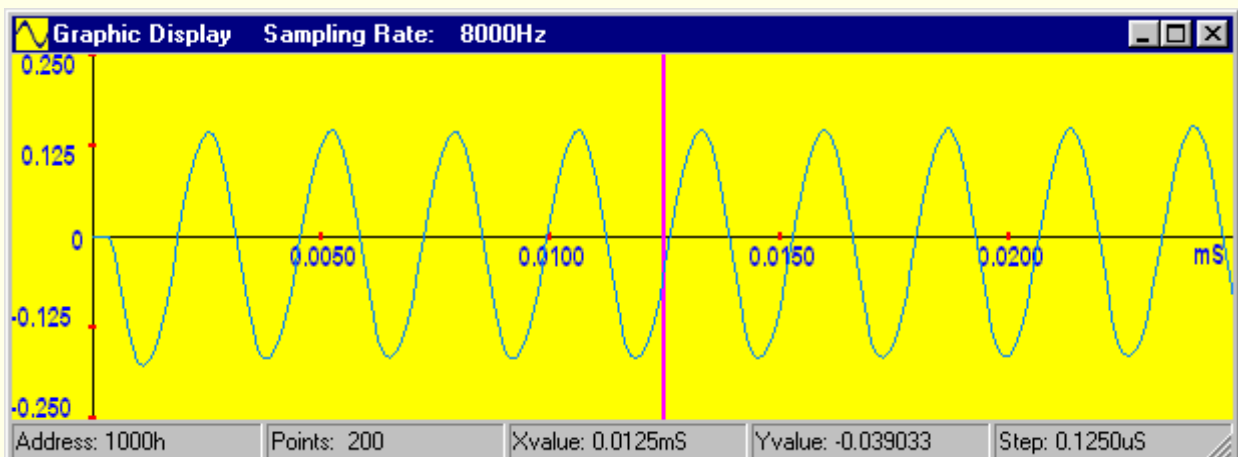 Graphic Display Sampling Rate: 8000Hz
0.250
0.125
0
0.0050 0.0100 0.0150 0.0200 mS
-0.125
-0.250
Address: 1000h Points: 200 Xvalue: 0.0125mS Yvalue: -0.039033 Step: 0.1250uS